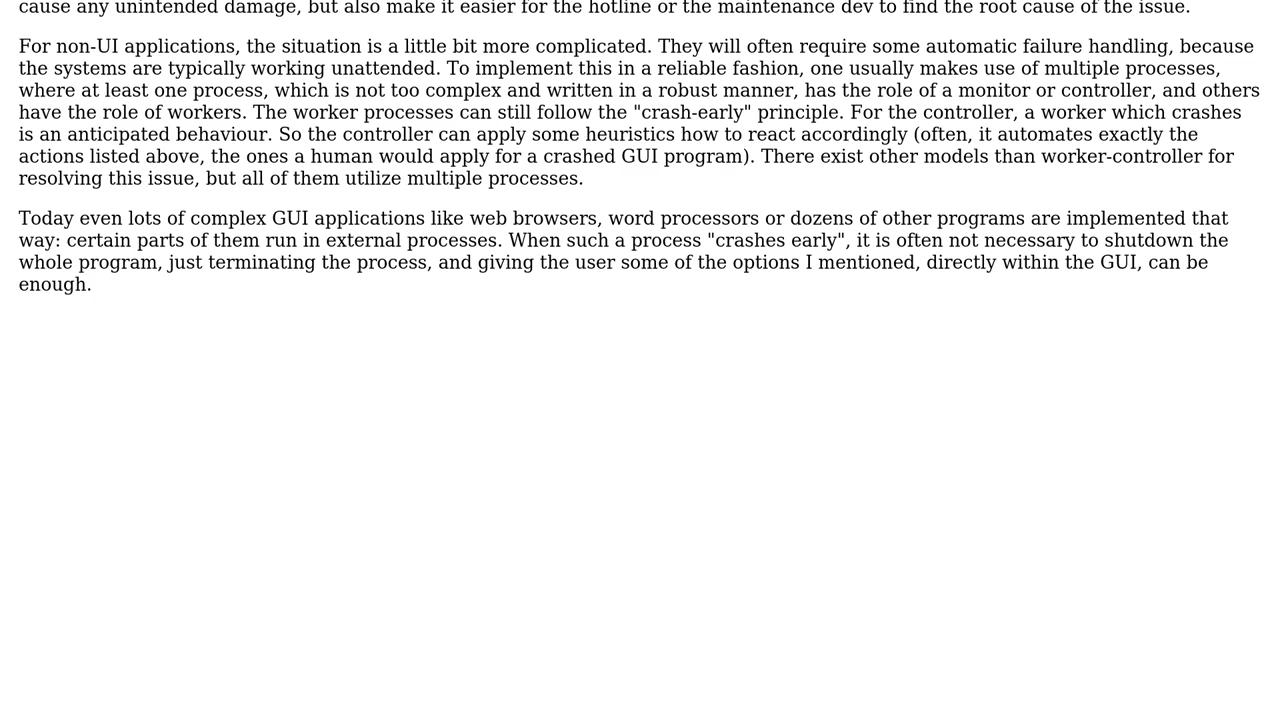 cause any unintended damage, but also make it easier for the hotline or the maintenance dev to find the root cause of the issue.
For non-UI applications, the situation is a little bit more complicated. They will often require some automatic failure handling, because
the systems are typically working unattended. To implement this in a reliable fashion, one usually makes use of multiple processes,
where at least one process, which is not too complex and written in a robust manner, has the role of a monitor or controller, and others
have the role of workers. The worker processes can still follow the "crash-early" principle. For the controller, a worker which crashes
is an anticipated behaviour. So the controller can apply some heuristics how to react accordingly (often, it automates exactly the
actions listed above, the ones a human would apply for a crashed GUI program). There exist other models than worker-controller for
resolving this issue, but all of them utilize multiple processes.
Today even lots of complex GUI applications like web browsers, word processors or dozens of other programs are implemented that
way: certain parts of them run in external processes. When such a process "crashes early", it is often not necessary to shutdown the
whole program, just terminating the process, and giving the user some of the options I mentioned, directly within the GUI, can be
enough.